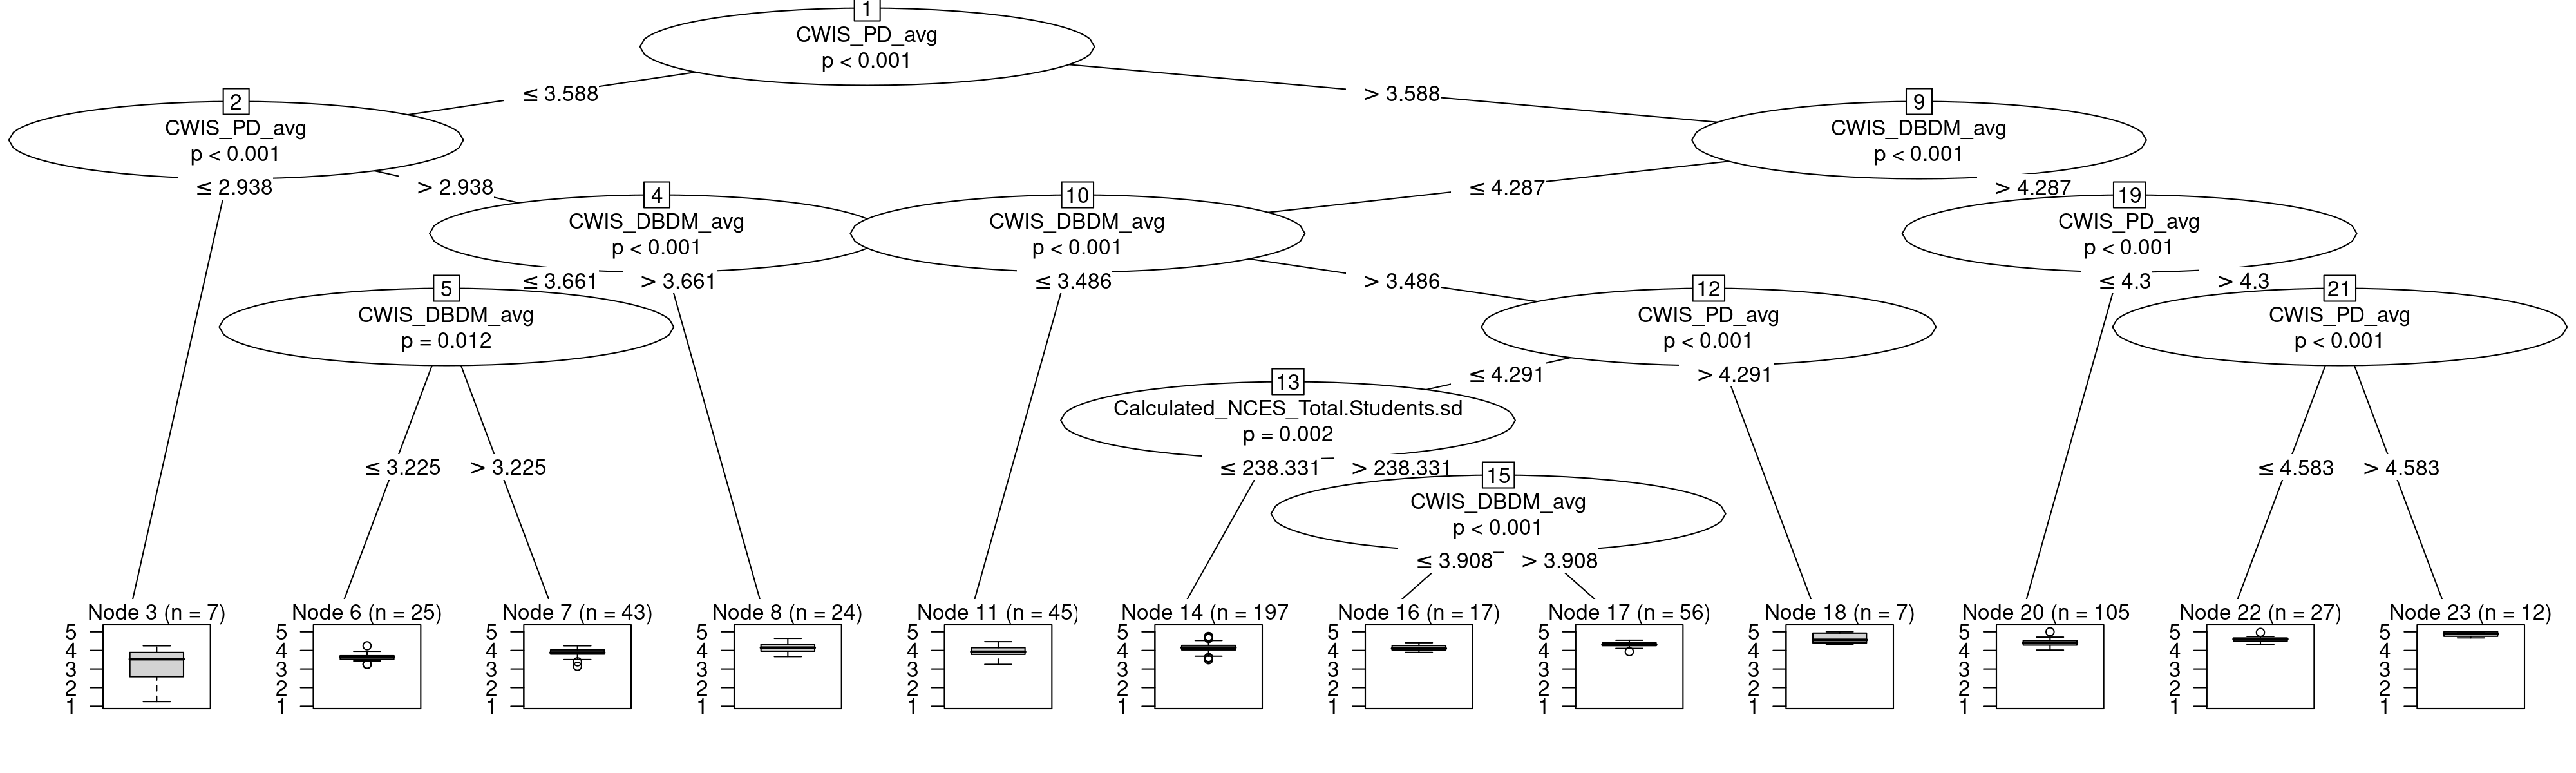 1
CWIS_PD_avg
p < 0.001
≤ 3.588
> 3.588
2
CWIS_PD_avg
p < 0.001
9
CWIS_DBDM_avg
p < 0.001
≤ 2.938
> 2.938
≤ 4.287
> 4.287
4
CWIS_DBDM_avg
p < 0.001
10
CWIS_DBDM_avg
p < 0.001
19
CWIS_PD_avg
p < 0.001
≤ 3.661
> 3.661
≤ 3.486
> 3.486
≤ 4.3
> 4.3
5
CWIS_DBDM_avg
p = 0.012
12
CWIS_PD_avg
p < 0.001
21
CWIS_PD_avg
p < 0.001
≤ 4.291
> 4.291
13
Calculated_NCES_Total.Students.sd
p = 0.002
≤ 3.225
> 3.225
≤ 238.331
> 238.331
≤ 4.583
> 4.583
15
CWIS_DBDM_avg
p < 0.001
≤ 3.908
> 3.908
Node 3 (n = 7)
5
4
3
2
1
Node 6 (n = 25)
5
4
3
2
1
Node 7 (n = 43)
5
4
3
2
1
Node 8 (n = 24)
5
4
3
2
1
Node 11 (n = 45)
5
4
3
2
1
Node 14 (n = 197
5
4
3
2
1
Node 16 (n = 17)
5
4
3
2
1
Node 17 (n = 56)
5
4
3
2
1
Node 18 (n = 7)
5
4
3
2
1
Node 20 (n = 105
5
4
3
2
1
Node 22 (n = 27)
5
4
3
2
1
Node 23 (n = 12)
5
4
3
2
1